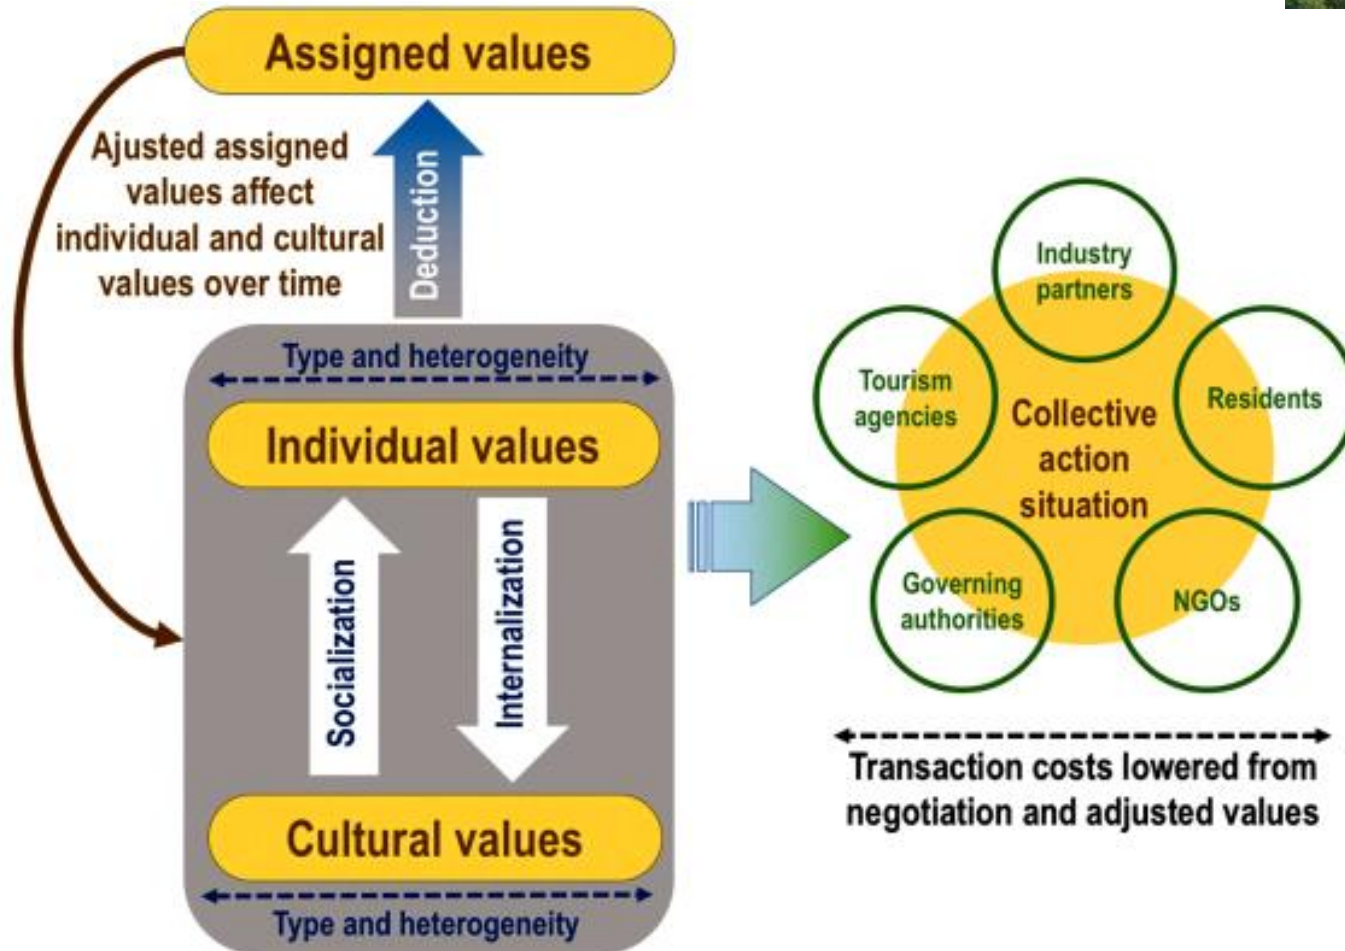 Assigned values
Ajusted assigned
values affect
individual and cultural
values over time
Deduction
Type and heterogeneity
Individual values
Socialization
Internalization
Cultural values
Type and heterogeneity
Industry
partners
Tourism
agencies
Residents
Collective
action
situation
Governing
authorities
NGOs
Transaction costs lowered from
negotiation and adjusted values